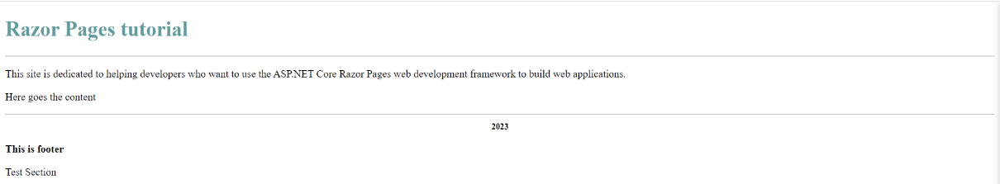 Razor Pages tutorial
This site is dedicated to helping developers who want to use the ASP.NET Core Razor Pages web development framework to build web applications.
Here goes the content
2023
This is footer
Test Section